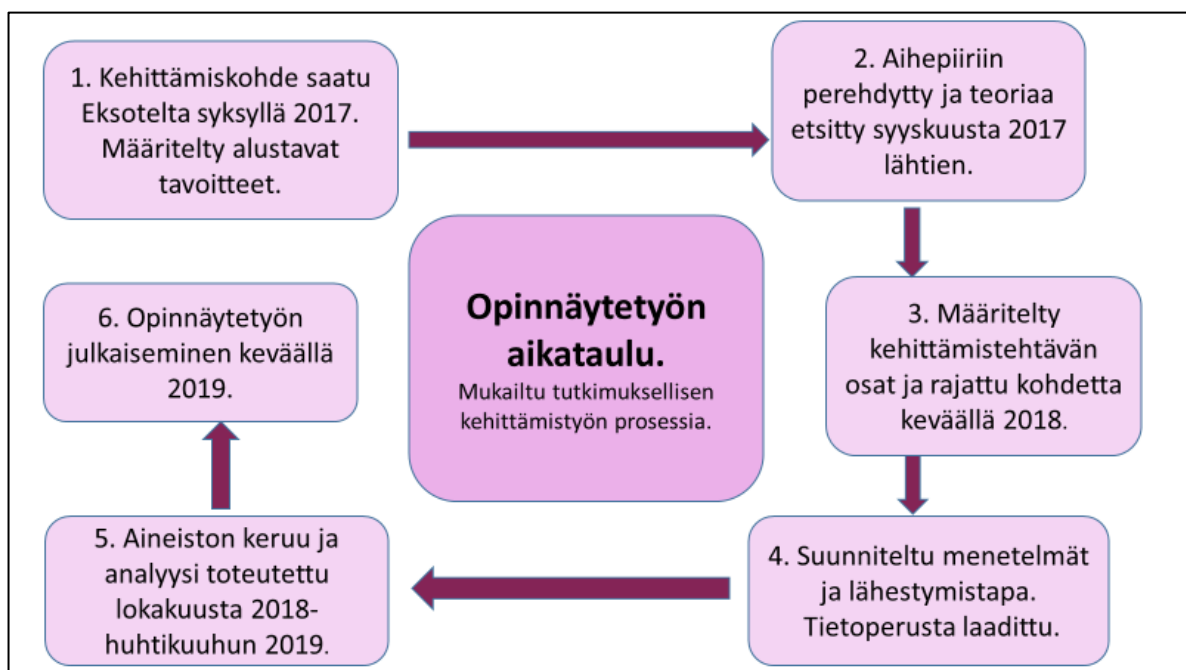 1. Kehittämiskohde saatu
Eksotelta syksyllä 2017.
Määritelty alustavat
tavoitteet.
2. Aihepiiriin
perehdytty ja teoriaa
etsitty syyskuusta 2017
lähtien.
3. Määritelty
kehittämistehtävän
osat ja rajattu kohdetta
keväällä 2018.
4. Suunniteltu menetelmät
ja lähestymistapa.
Tietoperusta laadittu.
5. Aineiston keruu ja
analyysi toteutettu
lokakuusta 2018-
huhtikuuhun 2019.
6. Opinnäytetyön
julkaiseminen keväällä
2019.
Opinnäytetyön
aikataulu.
Mukailtu tutkimuksellisen
kehittämistyön prosessia.